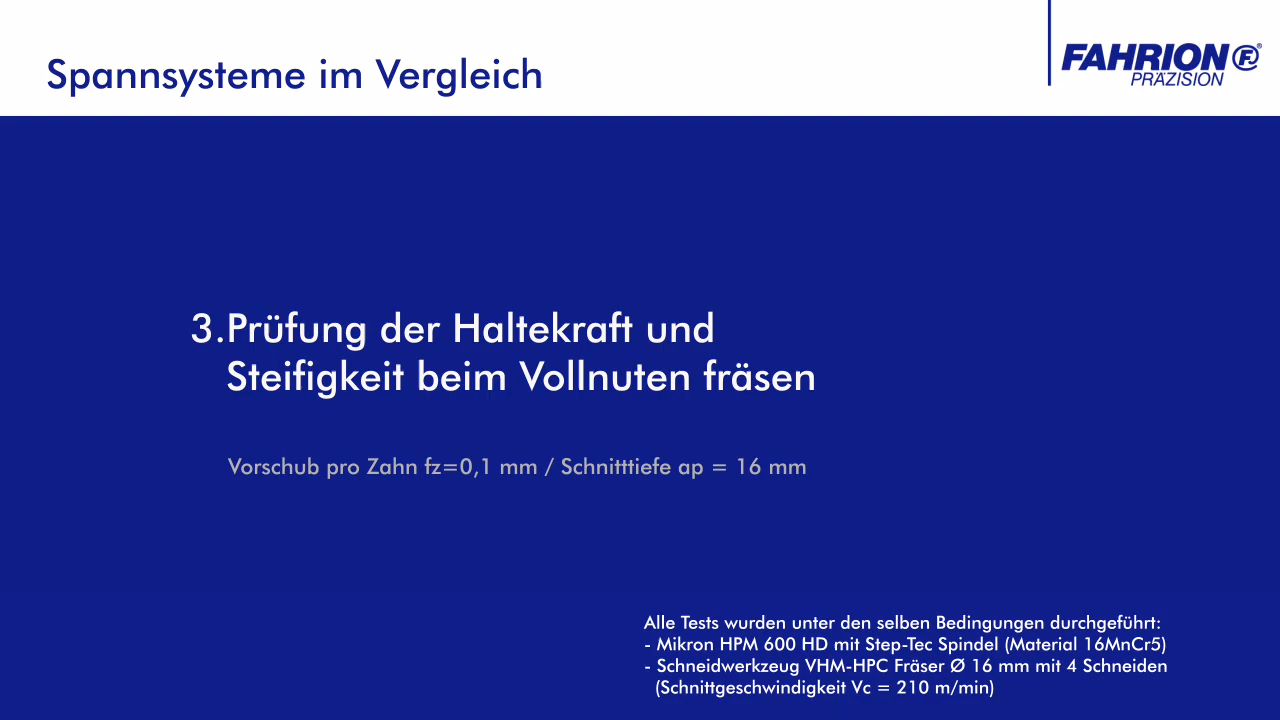 Spannsysteme im Vergleich
FAHRION F®
PRÄZISION
3.Prüfung der Haltekraft und
Steifigkeit beim Vollnuten fräsen
Vorschub pro Zahn fz=0,1 mm / Schnitttiefe ap = 16 mm
Alle Tests wurden unter den selben Bedingungen durchgeführt:
- Mikron HPM 600 HD mit Step-Tec Spindel (Material 16MnCr5)
- Schneidwerkzeug VHM-HPC Fräser Ø 16 mm mit 4 Schneiden
(Schnittgeschwindigkeit Vc = 210 m/min)